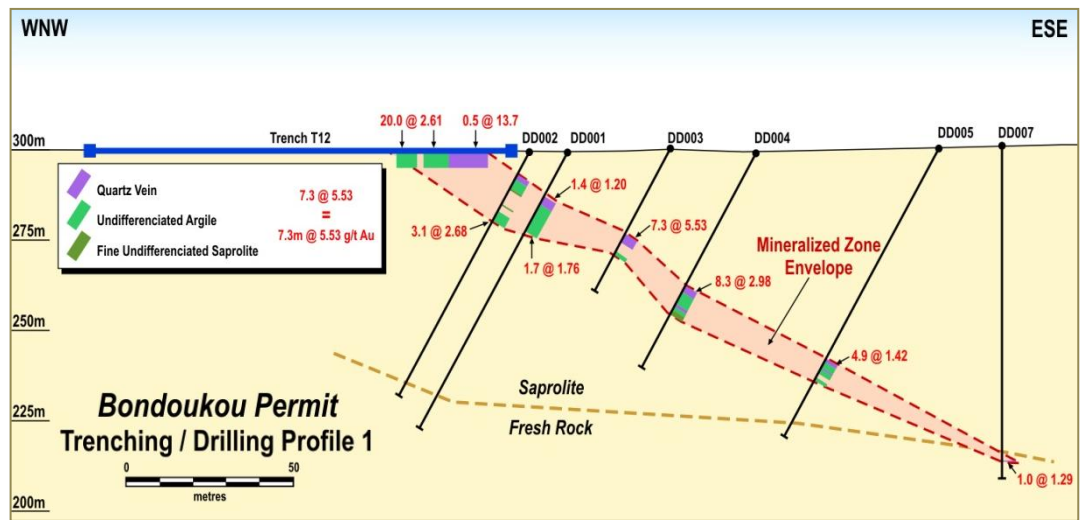 WNW
ESE
20.0 @ 2.61
0.5 @ 13.7
Trench T12
DD002
DD001
DD003
DD004
DD005
DD007
300m
275m
250m
225m
200m
Quartz Vein
Undifferenciated Argile
Fine Undifferenciated Saprolite
7.3 @ 5.53
=
7.3m @ 5.53 g/t Au
3.1 @ 2.68
1.4 @ 1.20
1.7 @ 1.76
7.3 @ 5.53
8.3 @ 2.98
Mineralized Zone
Envelope
4.9 @ 1.42
1.0 @ 1.29
Saprolite
Fresh Rock
Bondoukou Permit
Trenching / Drilling Profile 1
0
50
metres